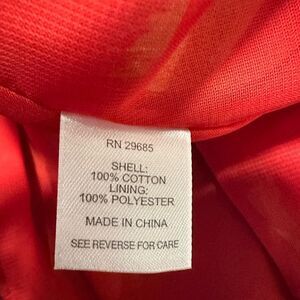 RN 29685
SHELL:
100% COTTON
LINING:
100% POLYESTER
MADE IN CHINA
SEE REVERSE FOR CARE